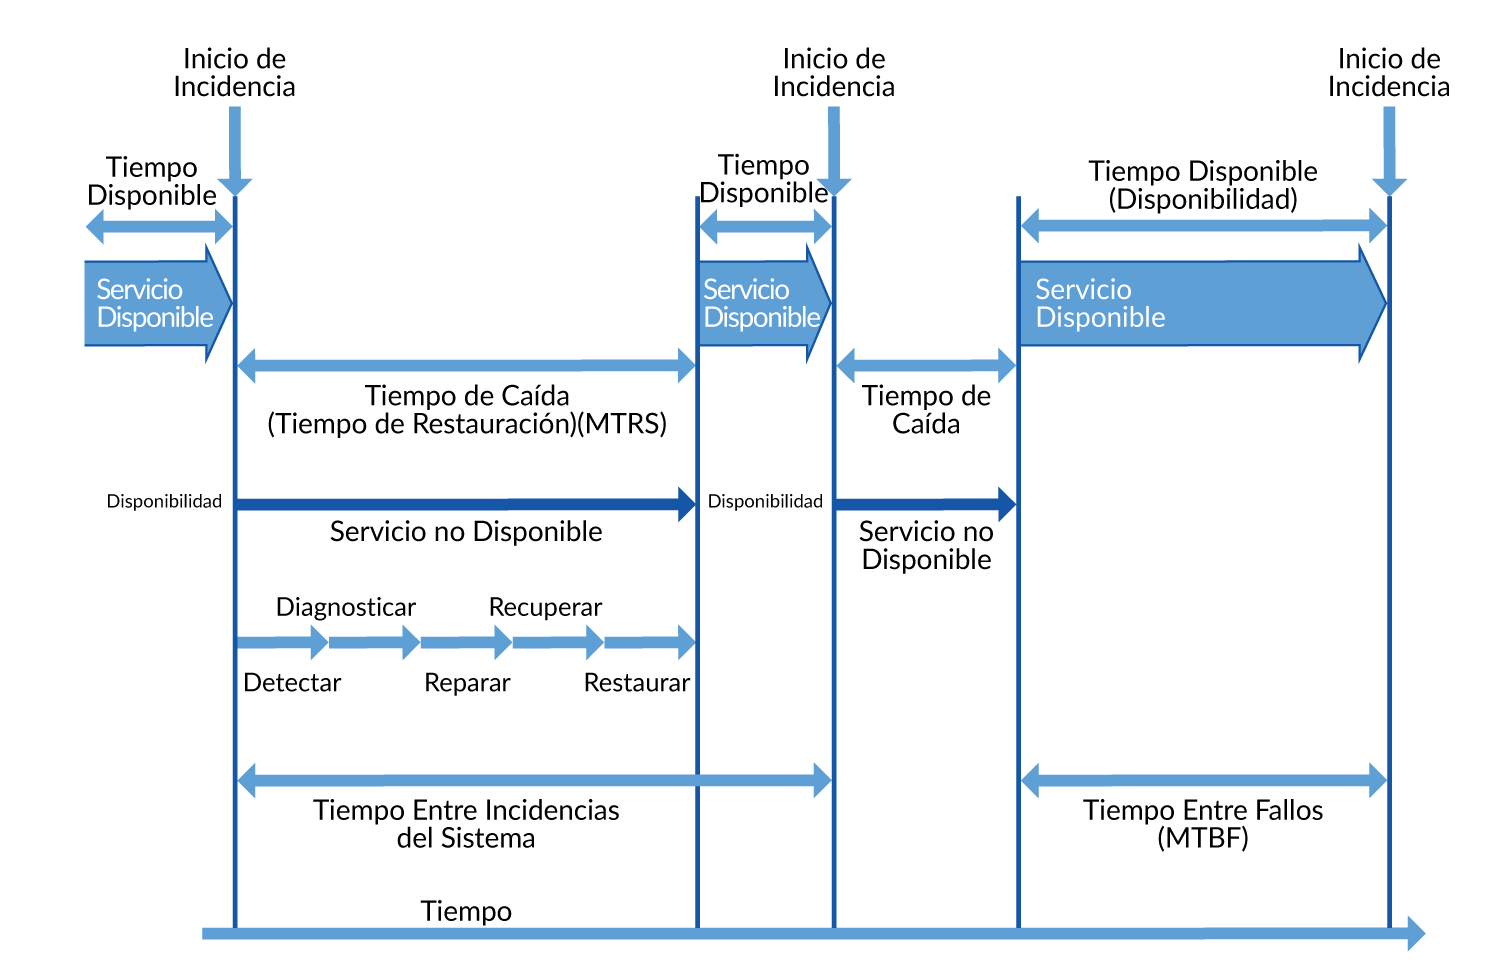 Inicio de
Incidencia
Inicio de
Incidencia
Inicio de
Incidencia
Tiempo
Disponible
Tiempo
Disponible
Tiempo Disponible
(Disponibilidad)
Servicio
Disponible
Servicio
Disponible
Servicio
Disponible
Tiempo de Caída
(Tiempo de Restauración)(MTRS)
Tiempo de
Caída
Disponibilidad
Servicio no Disponible
Disponibilidad
Servicio no
Disponible
Diagnosticar
Recuperar
Detectar
Reparar
Restaurar
Tiempo Entre Incidencias
del Sistema
Tiempo Entre Fallos
(MTBF)
Tiempo